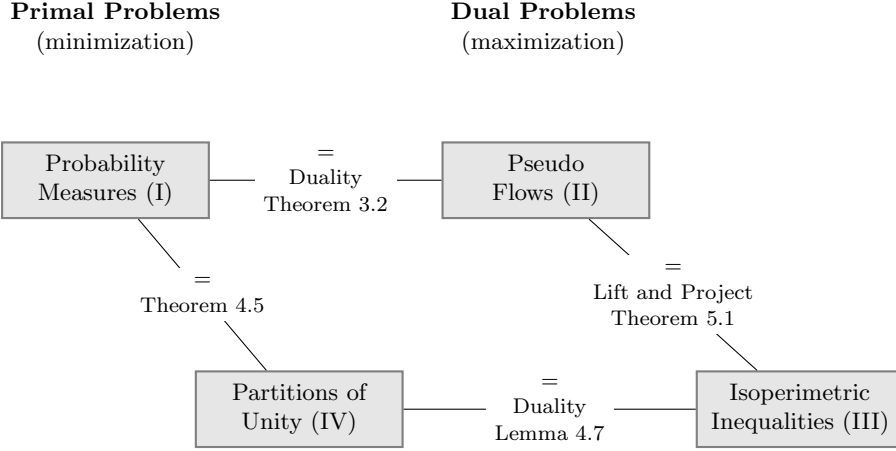 Primal Problems
(minimization)
Dual Problems
(maximization)
Probability
Measures (I)
=
Duality
Theorem 3.2
Pseudo
Flows (II)
=
Theorem 4.5
=
Lift and Project
Theorem 5.1
Partitions of
Unity (IV)
=
Duality
Lemma 4.7
Isoperimetric
Inequalities (III)